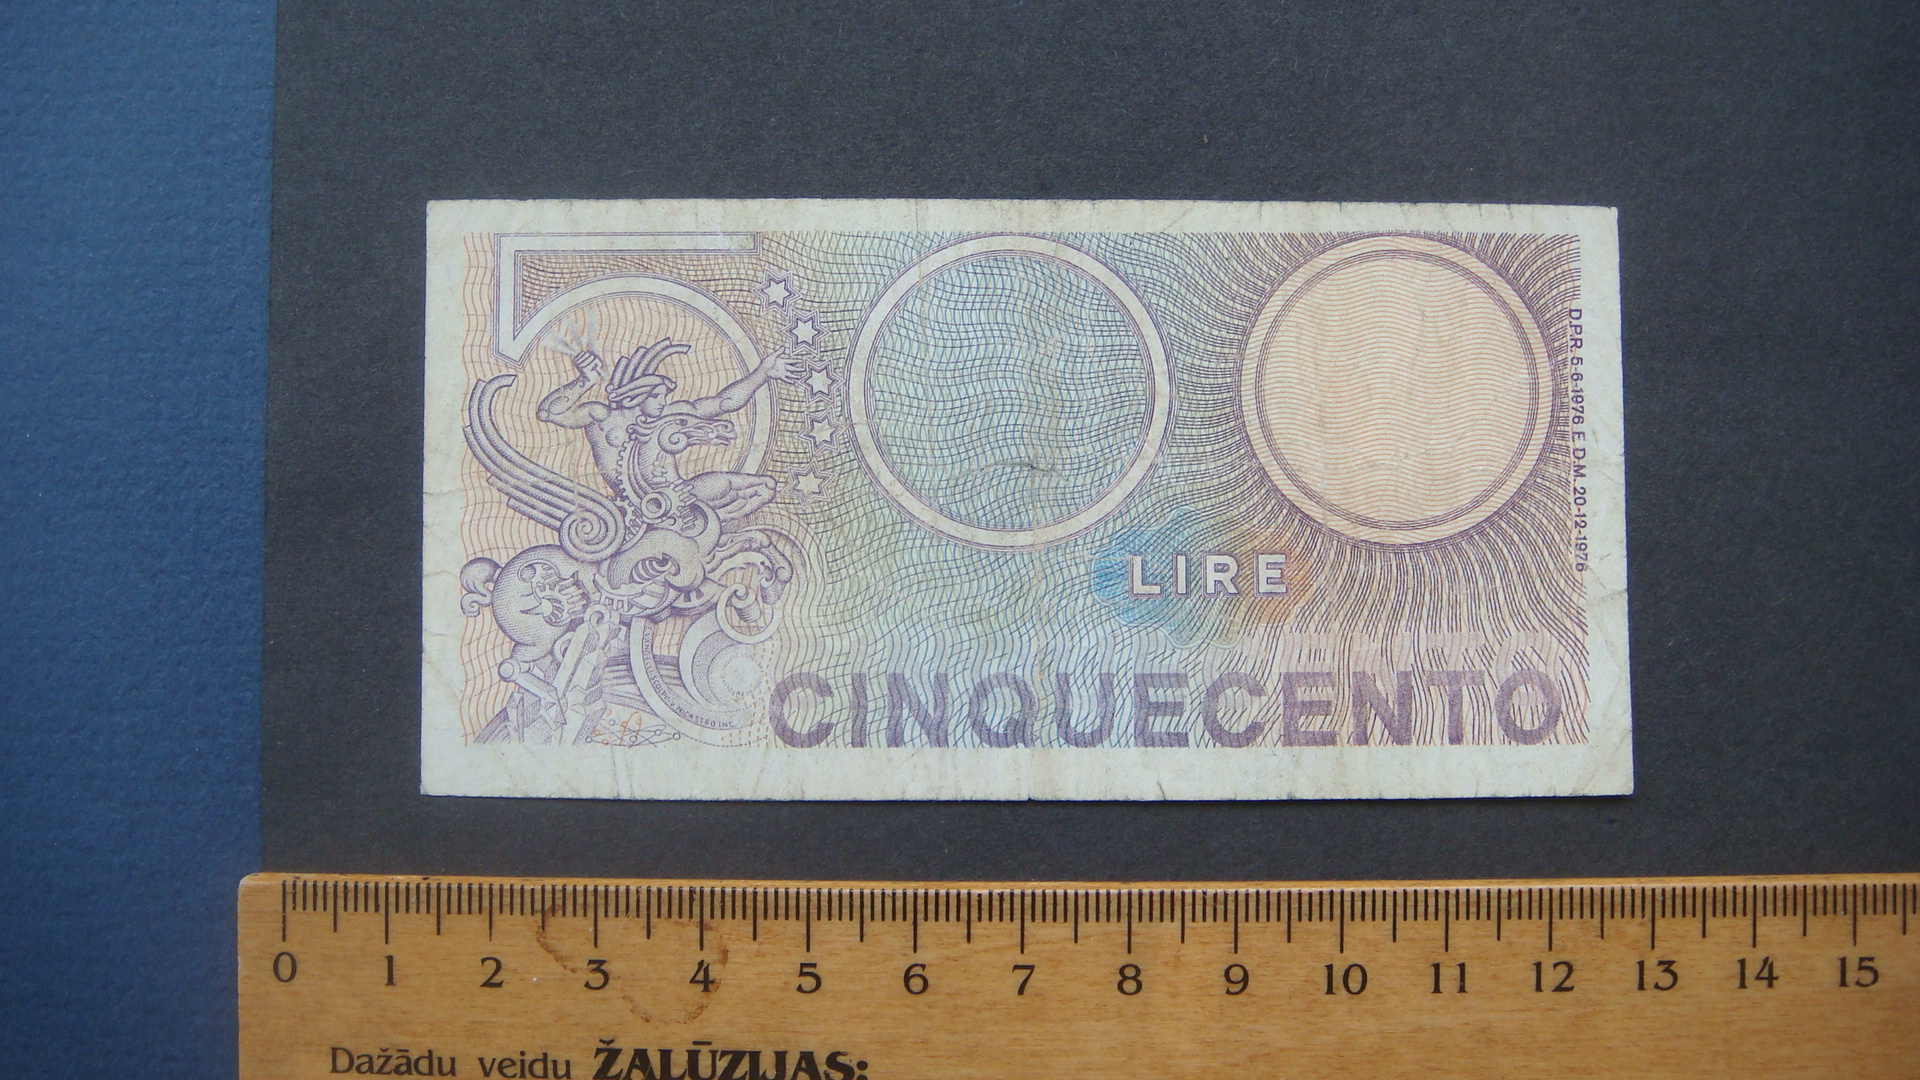 500
D.P.R. 5-6-1976 E D.M. 20-12-1976
LIRE
CINQUECENTO
0 1 2 3 4 5 6 7 8 9 10 11 12 13 14 15
Dažādu veidu ŽALŪZIJAS: